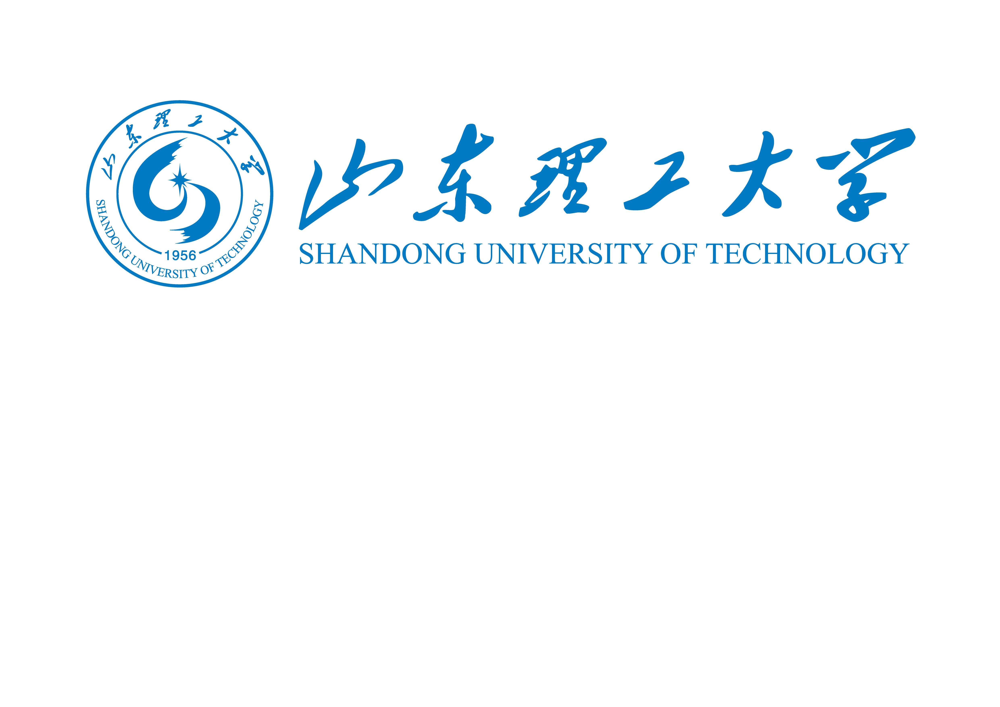 山东理工大学
SHANDONG UNIVERSITY OF TECHNOLOGY
1956
山东理工大学
SHANDONG UNIVERSITY OF TECHNOLOGY